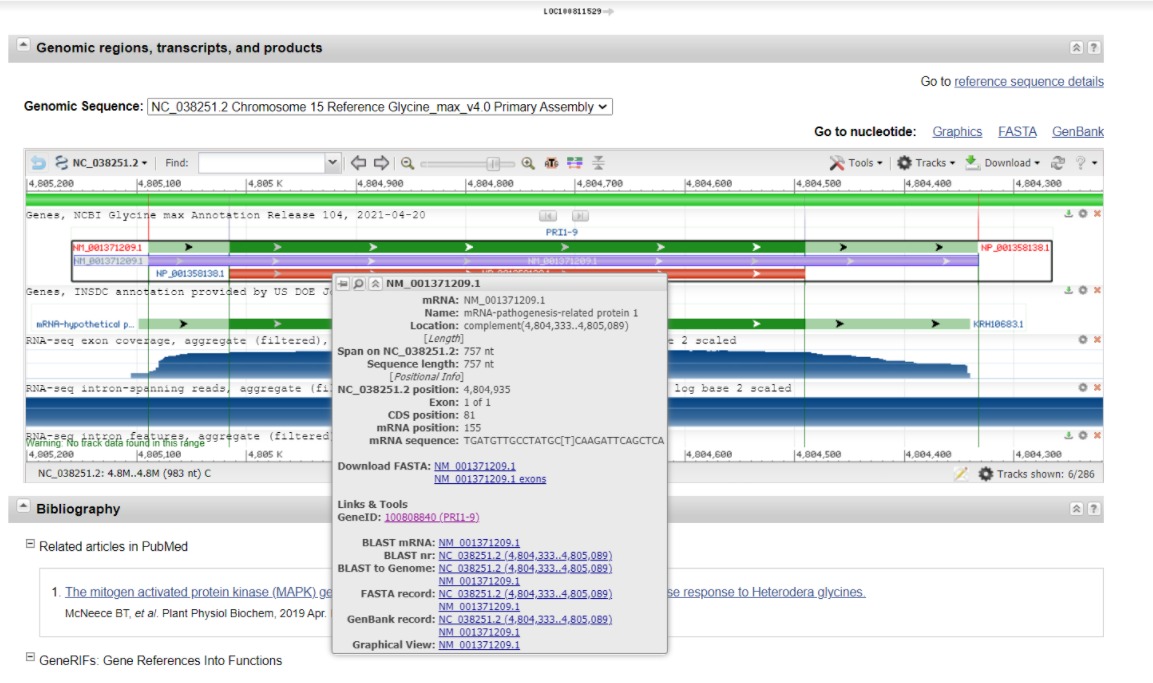 LOC100811529
Genomic regions, transcripts, and products
Go to reference sequence details
Genomic Sequence: NC_038251.2 Chromosome 15 Reference Glycine_max_v4.0 Primary Assembly
Go to nucleotide: Graphics FASTA GenBank
NC_038251.2 Find: Tools Tracks Download ?
4,805,200 4,805,100 4,805 K 4,804,900 4,804,800 4,804,700 4,804,600 4,804,500 4,804,400 4,804,300
Genes, NCBI Glycine max Annotation Release 104, 2021-04-20
PRI1-9
NM_001371209.1 NP_001358138.1
NM_001371209.1 NM_001371209.1
NP_001358138.1 NP_001358138.1
NM_001371209.1
mRNA: NM_001371209.1
Genes, INSDC annotation provided by US DOE J
Name: mRNA-pathogenesis-related protein 1
Location: complement(4,804,333..4,805,089)
mRNA-hypothetical p... KRH10683.1
[Length]
RNA-seq exon coverage, aggregate (filtered), e 2 scaled
Span on NC_038251.2: 757 nt
Sequence length: 757 nt
[Positional Info]
RNA-seq intron-spanning reads, aggregate (fi log base 2 scaled
NC_038251.2 position: 4,804,935
Exon: 1 of 1
CDS position: 81
mRNA position: 155
RNA-seq intron features, aggregate (filtered)
Warning: No track data found in this range
mRNA sequence: TGATGTTGCCTATGC[T]CAAGATTCAGCTCA
4,805,200 4,805,100 4,805 K 4,804,600 4,804,500 4,804,400 4,804,300
Download FASTA: NM_001371209.1
NM_001371209.1 exons
NC_038251.2: 4.8M..4.8M (983 nt) C Tracks shown: 6/286
Links & Tools
GeneID: 100808840 (PRI1-9)
Bibliography
BLAST mRNA: NM_001371209.1
Related articles in PubMed
BLAST nr: NC_038251.2 (4,804,333..4,805,089)
BLAST to Genome: NC_038251.2 (4,804,333..4,805,089)
NM_001371209.1
1. The mitogen activated protein kinase (MAPK) ge se response to Heterodera glycines.
FASTA record: NC_038251.2 (4,804,333..4,805,089)
NM_001371209.1
McNeece BT, et al. Plant Physiol Biochem, 2019 Apr.
GenBank record: NC_038251.2 (4,804,333..4,805,089)
NM_001371209.1
Graphical View: NM_001371209.1
GeneRIFs: Gene References Into Functions